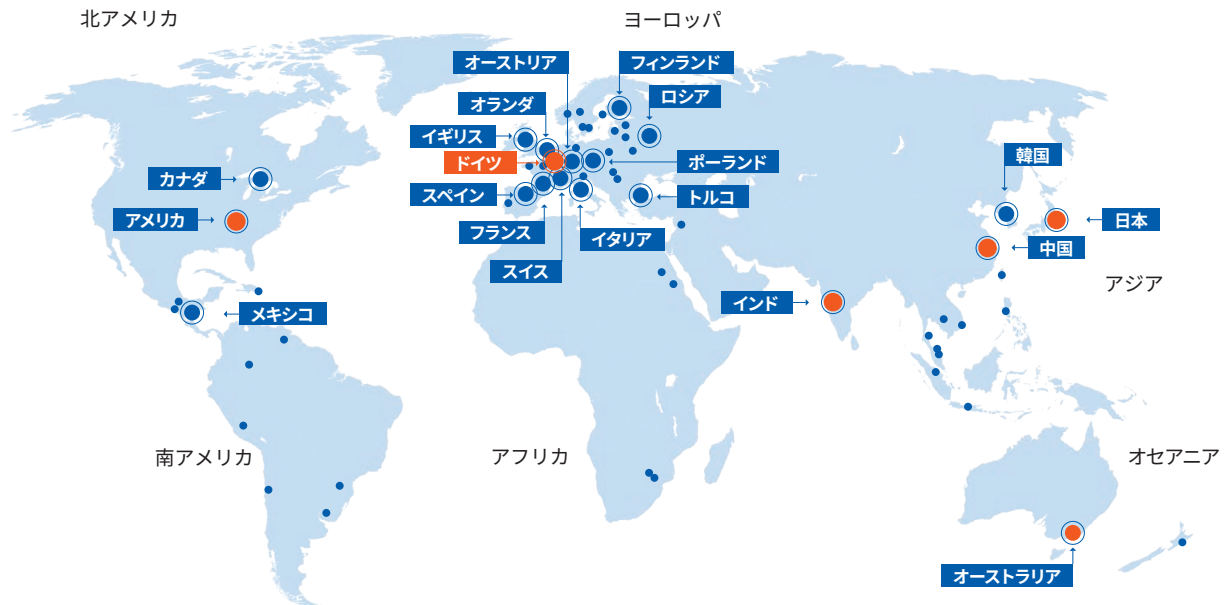 北アメリカ
ヨーロッパ
オーストリア
フィンランド
オランダ
ロシア
イギリス
ドイツ
ポーランド
韓国
カナダ
スペイン
トルコ
アメリカ
フランス
イタリア
日本
中国
スイス
アジア
インド
メキシコ
南アメリカ
アフリカ
オセアニア
オーストラリア